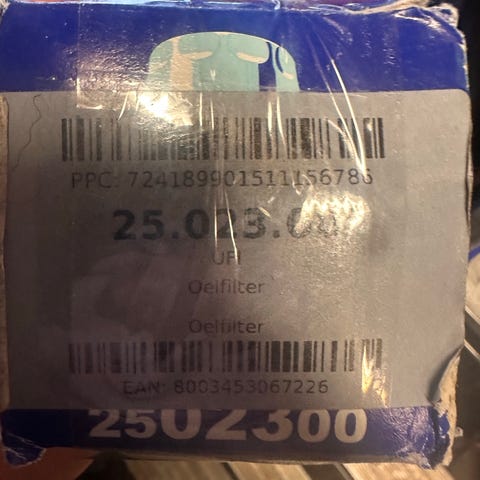 PPC: 724189901511156786
25.023.00
UFI
Oelfilter
Oelfilter
EAN: 8003453067226
2502300